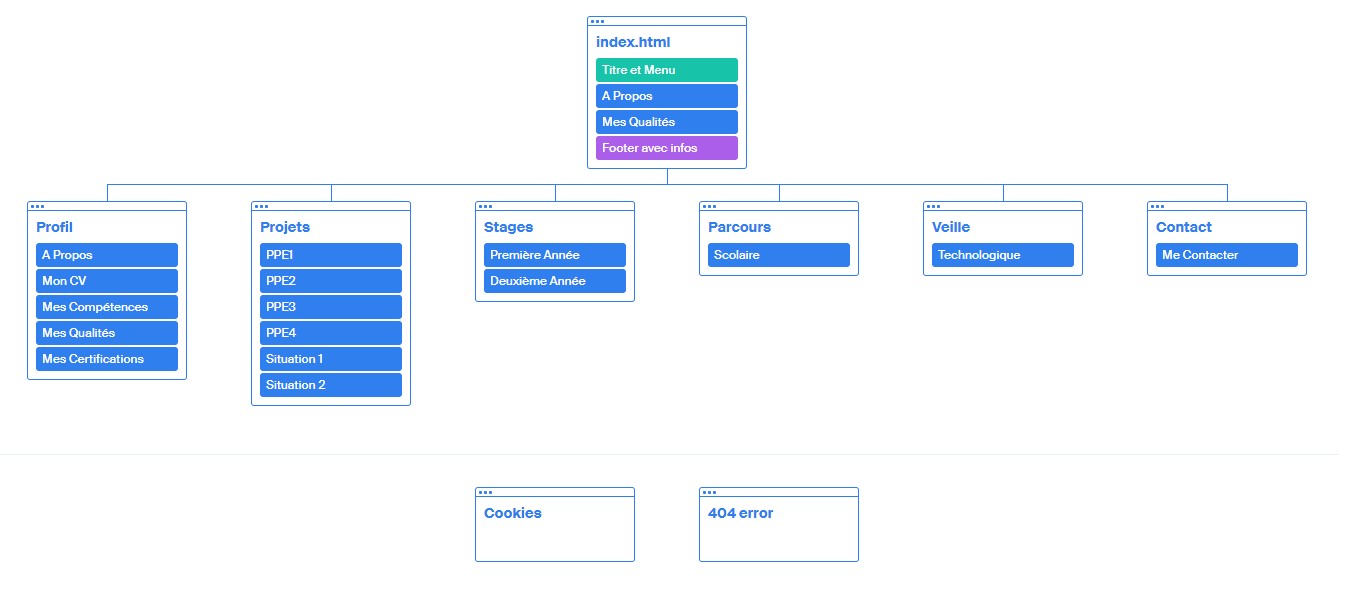 index.html
Titre et Menu
A Propos
Mes Qualités
Footer avec infos
Profil
A Propos
Mon CV
Mes Compétences
Mes Qualités
Mes Certifications
Projets
PPE1
PPE2
PPE3
PPE4
Situation 1
Situation 2
Stages
Première Année
Deuxième Année
Parcours
Scolaire
Veille
Technologique
Contact
Me Contacter
Cookies
404 error